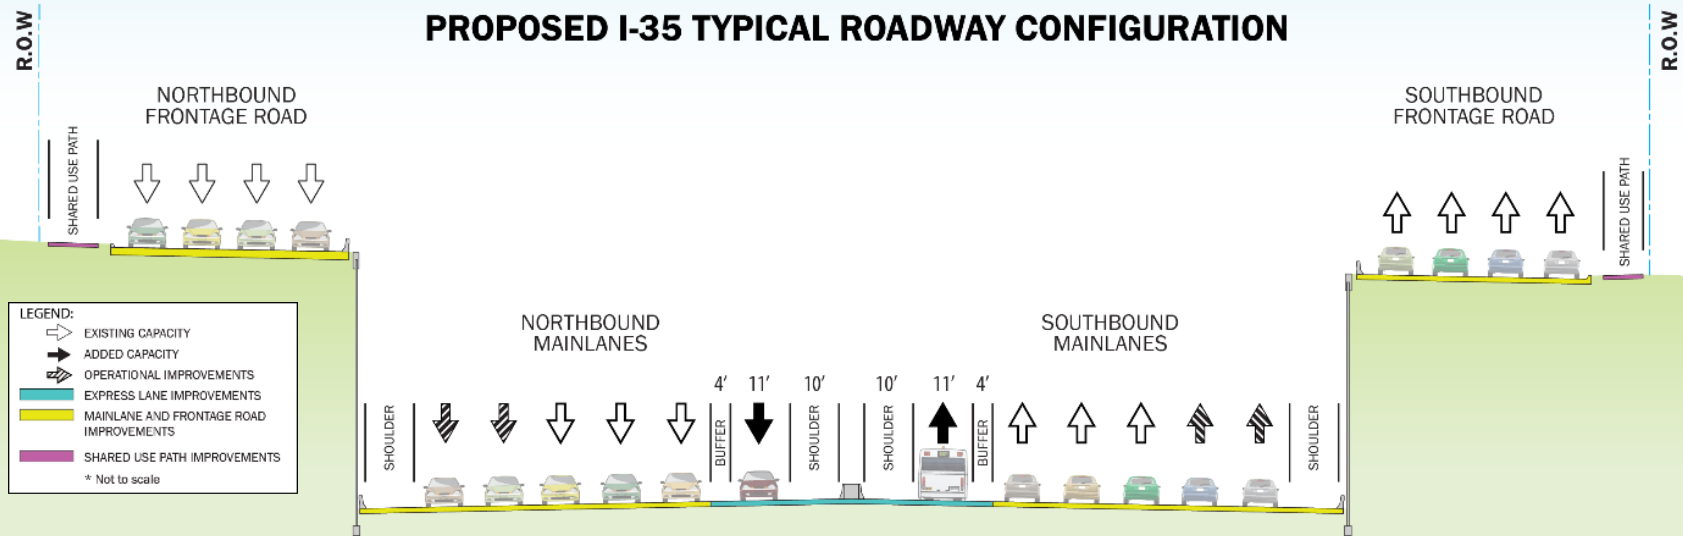 PROPOSED I-35 TYPICAL ROADWAY CONFIGURATION
R.O.W
R.O.W
NORTHBOUND
FRONTAGE ROAD
SOUTHBOUND
FRONTAGE ROAD
SHARED USE PATH
SHARED USE PATH
LEGEND:
EXISTING CAPACITY
ADDED CAPACITY
OPERATIONAL IMPROVEMENTS
EXPRESS LANE IMPROVEMENTS
MAINLANE AND FRONTAGE ROAD
IMPROVEMENTS
SHARED USE PATH IMPROVEMENTS
* Not to scale
NORTHBOUND
MAINLANES
SOUTHBOUND
MAINLANES
4' 11' 10' 10' 11' 4'
SHOULDER
BUFFER
SHOULDER
SHOULDER
BUFFER
SHOULDER